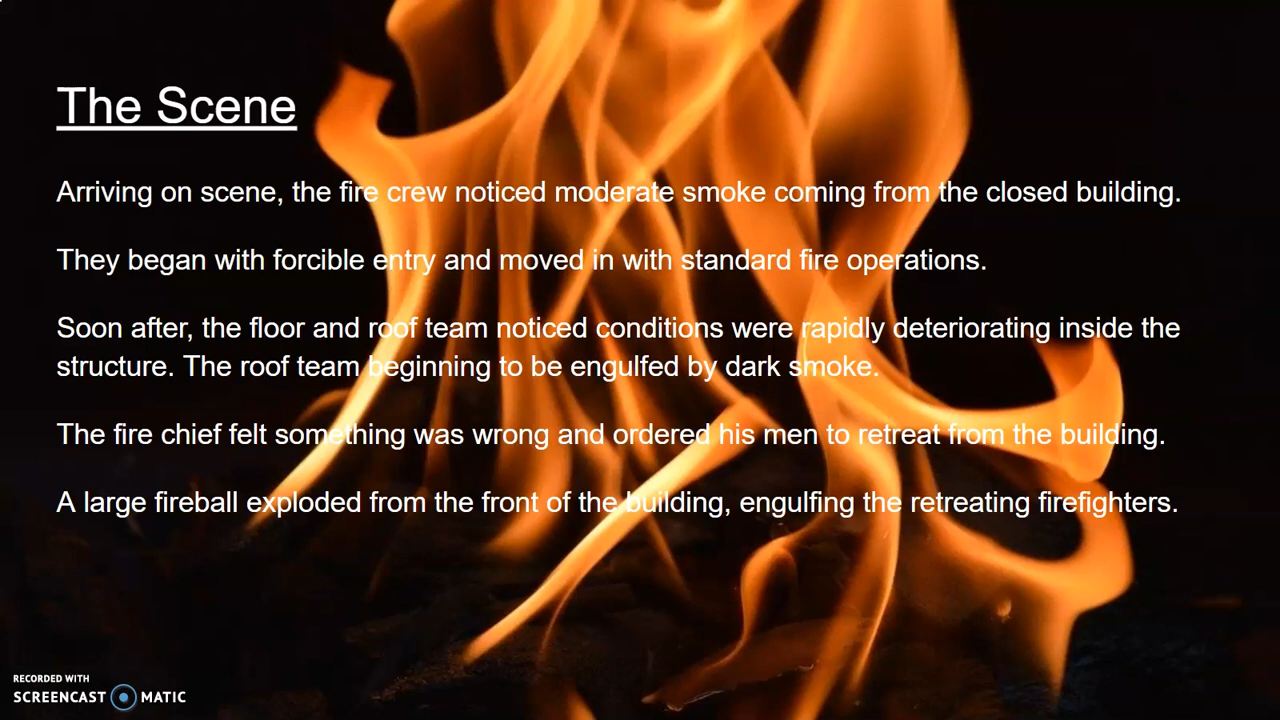 The Scene
Arriving on scene, the fire crew noticed moderate smoke coming from the closed building.
They began with forcible entry and moved in with standard fire operations.
Soon after, the floor and roof team noticed conditions were rapidly deteriorating inside the
structure. The roof team beginning to be engulfed by dark smoke.
The fire chief felt something was wrong and ordered his men to retreat from the building.
A large fireball exploded from the front of the building, engulfing the retreating firefighters.
RECORDED WITH
SCREENCAST MATIC